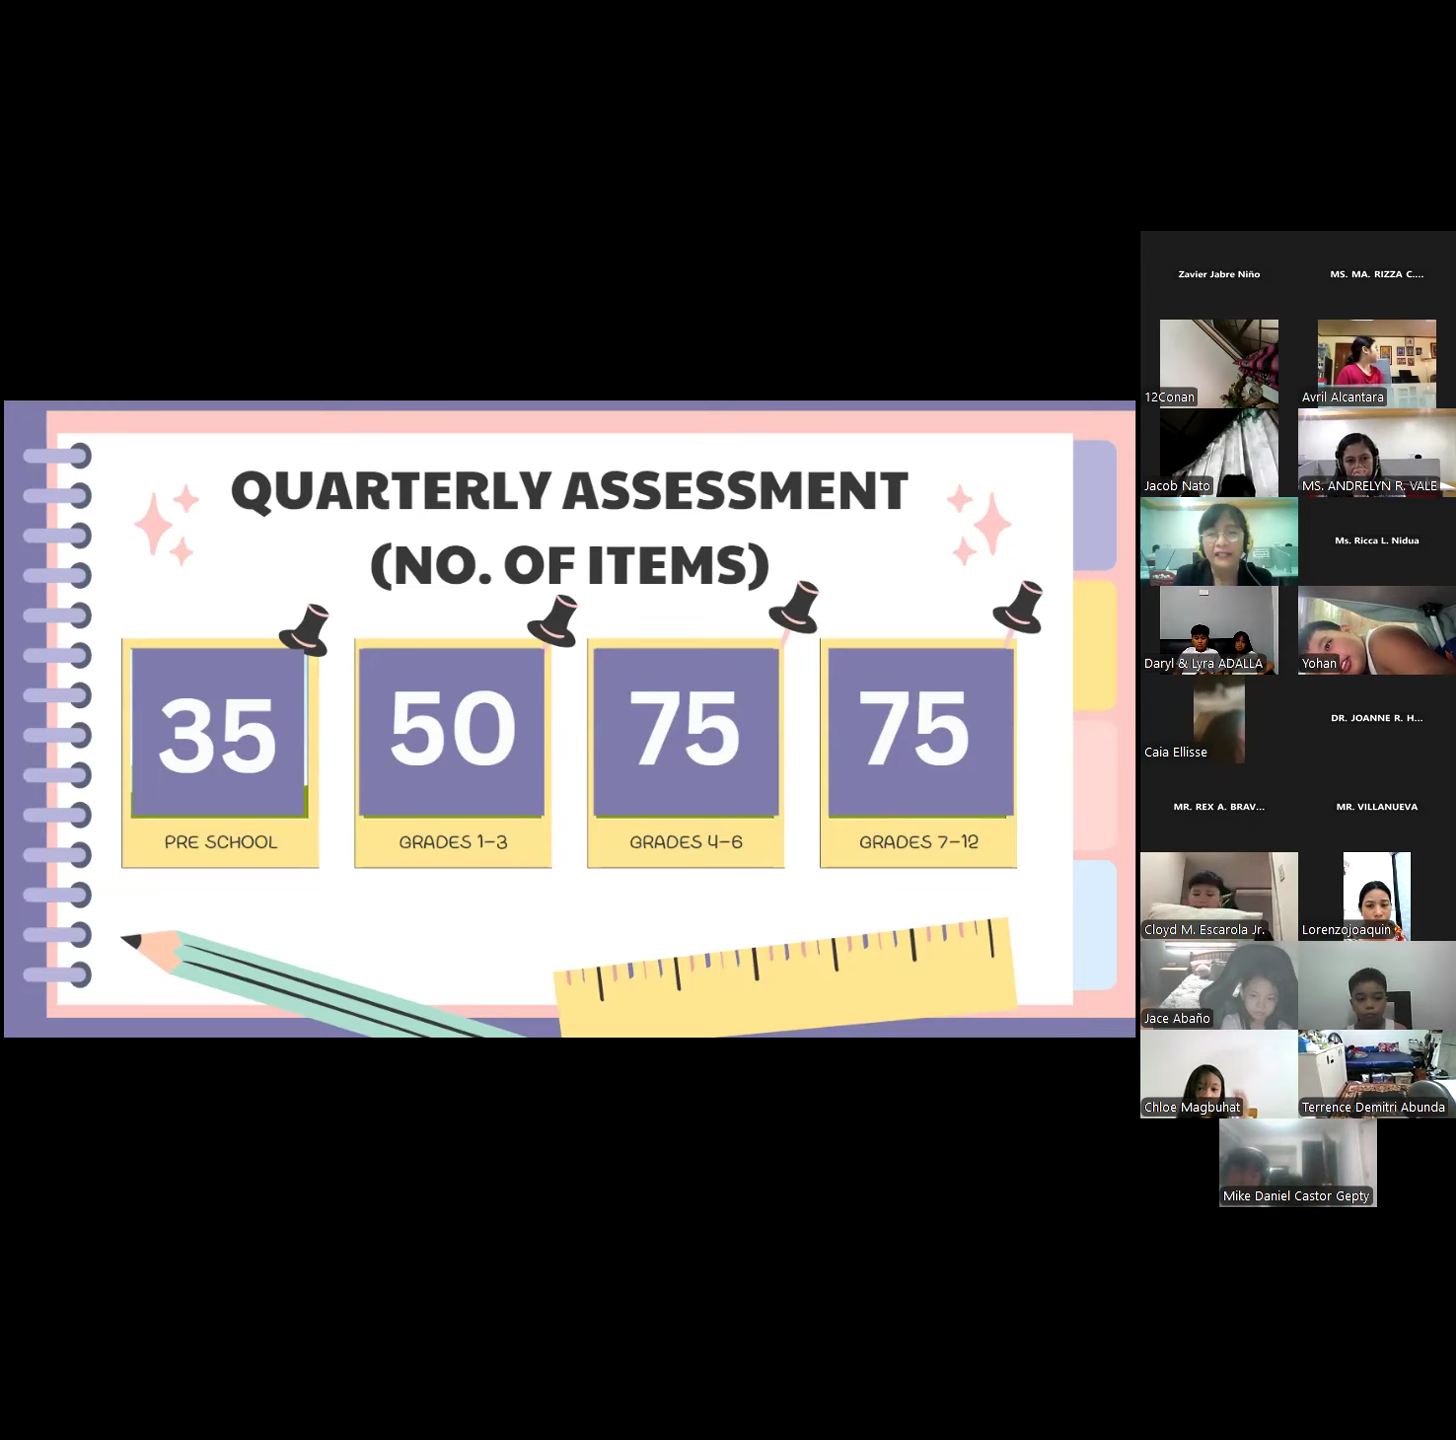 QUARTERLY ASSESSMENT
(NO. OF ITEMS)
35
50
75
75
PRE SCHOOL
GRADES 1-3
GRADES 4-6
GRADES 7-12
Zavier Jabre Niño
MS. MA. RIZZA C....
12Conan
Avril Alcantara
Jacob Nato
MS. ANDRELYN R. VALE
Ms. Ricca L. Nidua
Daryl & Lyra ADALLA
Yohan
Caia Ellisse
DR. JOANNE R. H...
MR. REX A. BRAV...
MR. VILLANUEVA
Cloyd M. Escarola Jr.
Lorenzojoaquin
Jace Abaño
Chloe Magbuhat
Terrence Demitri Abunda
Mike Daniel Castor Gepty